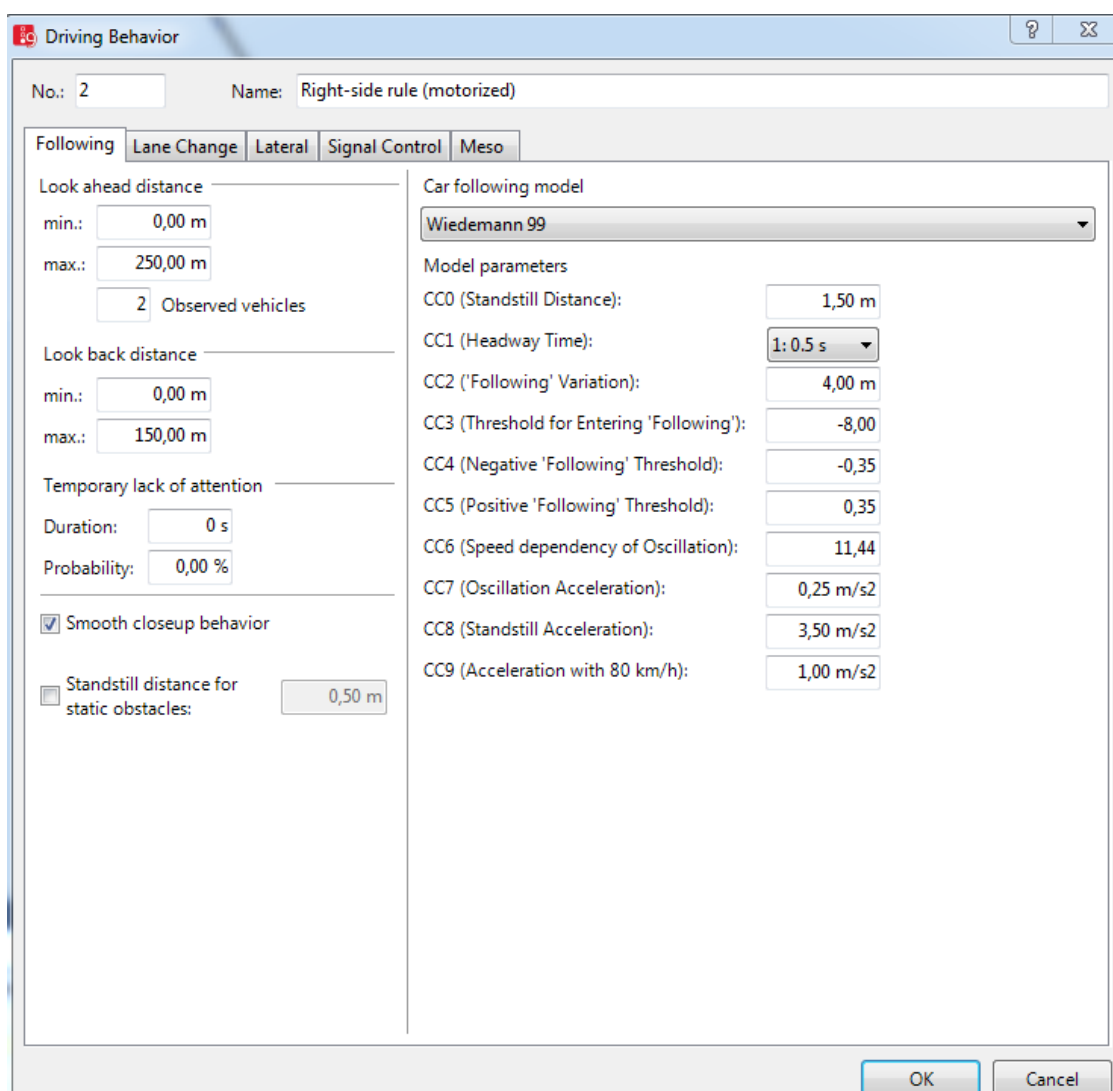 Driving Behavior
No.: 2 Name: Right-side rule (motorized)
Following Lane Change Lateral Signal Control Meso
Look ahead distance
min.: 0,00 m
max.: 250,00 m
2 Observed vehicles
Look back distance
min.: 0,00 m
max.: 150,00 m
Temporary lack of attention
Duration: 0 s
Probability: 0,00 %
Smooth closeup behavior
Standstill distance for
static obstacles: 0,50 m
Car following model
Wiedemann 99
Model parameters
CC0 (Standstill Distance): 1,50 m
CC1 (Headway Time): 1: 0.5 s
CC2 ('Following' Variation): 4,00 m
CC3 (Threshold for Entering 'Following'): -8,00
CC4 (Negative 'Following' Threshold): -0,35
CC5 (Positive 'Following' Threshold): 0,35
CC6 (Speed dependency of Oscillation): 11,44
CC7 (Oscillation Acceleration): 0,25 m/s2
CC8 (Standstill Acceleration): 3,50 m/s2
CC9 (Acceleration with 80 km/h): 1,00 m/s2
OK Cancel